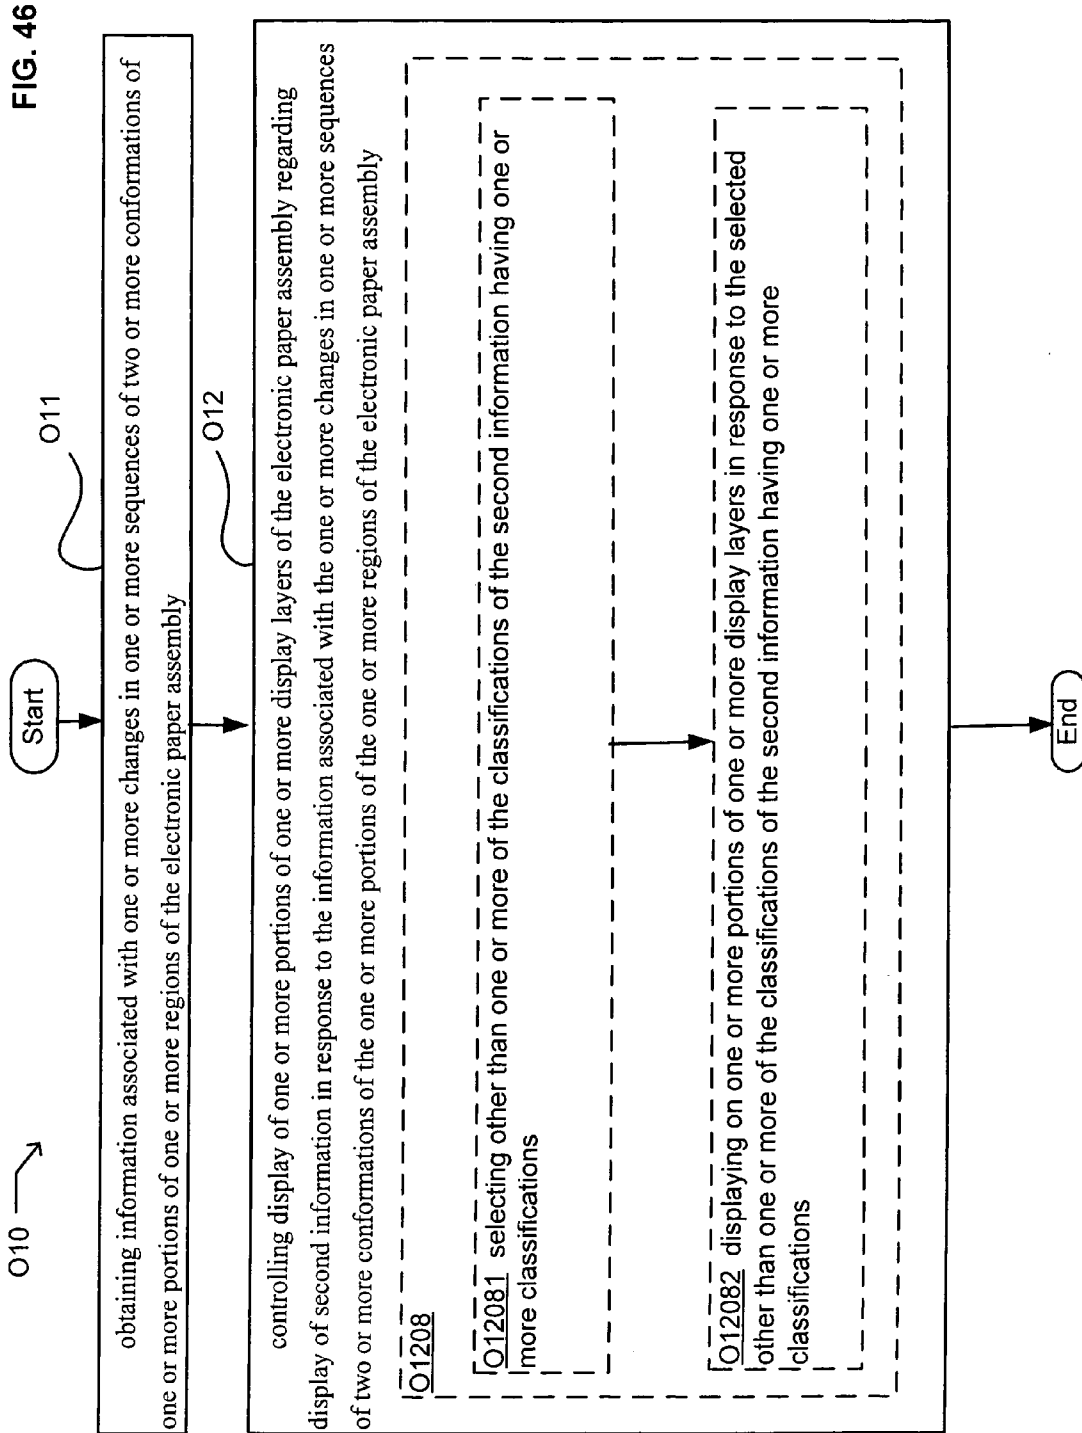 FIG. 46
O10
Start
O11
obtaining information associated with one or more changes in one or more sequences of two or more conformations of
one or more portions of one or more regions of the electronic paper assembly
O12
controlling display of one or more portions of one or more display layers of the electronic paper assembly regarding
display of second information in response to the information associated with the one or more changes in one or more sequences
of two or more conformations of the one or more portions of the one or more regions of the electronic paper assembly
O1208
O12081 selecting other than one or more of the classifications of the second information having one or
more classifications
O12082 displaying on one or more portions of one or more display layers in response to the selected
other than one or more of the classifications of the second information having one or more
classifications
End